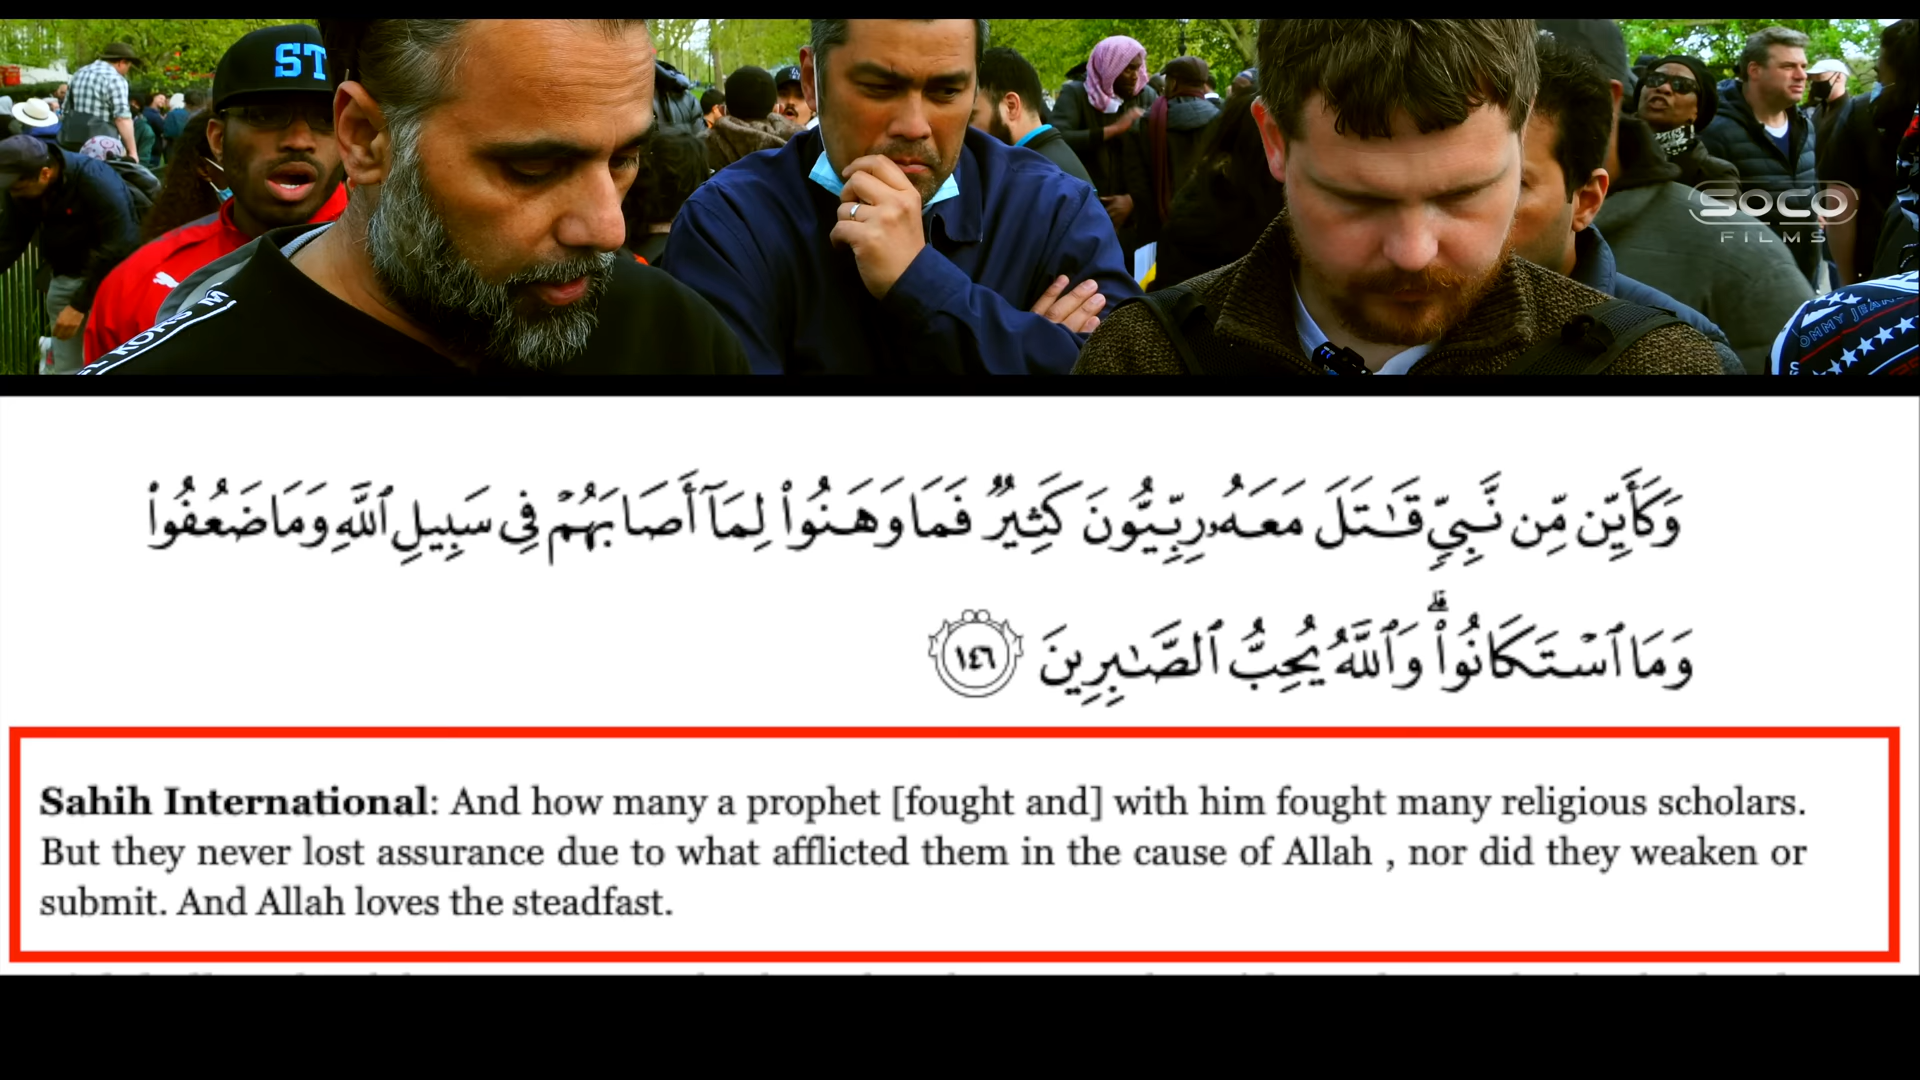 ST
SOCO
FILMS
KORS M
OMMY JEAN
وَكَأَيِّن مِّن نَّبِىٍّ قَـٰتَلَ مَعَهُۥ رِبِّيُّونَ كَثِيرٌ فَمَا وَهَنُوا۟ لِمَآ أَصَابَهُمْ فِى سَبِيلِ ٱللَّهِ وَمَا ضَعُفُوا۟
وَمَا ٱسْتَكَانُوا۟ ۗ وَٱللَّهُ يُحِبُّ ٱلصَّـٰبِرِينَ ١٤٦
Sahih International: And how many a prophet [fought and] with him fought many religious scholars.
But they never lost assurance due to what afflicted them in the cause of Allah , nor did they weaken or
submit. And Allah loves the steadfast.